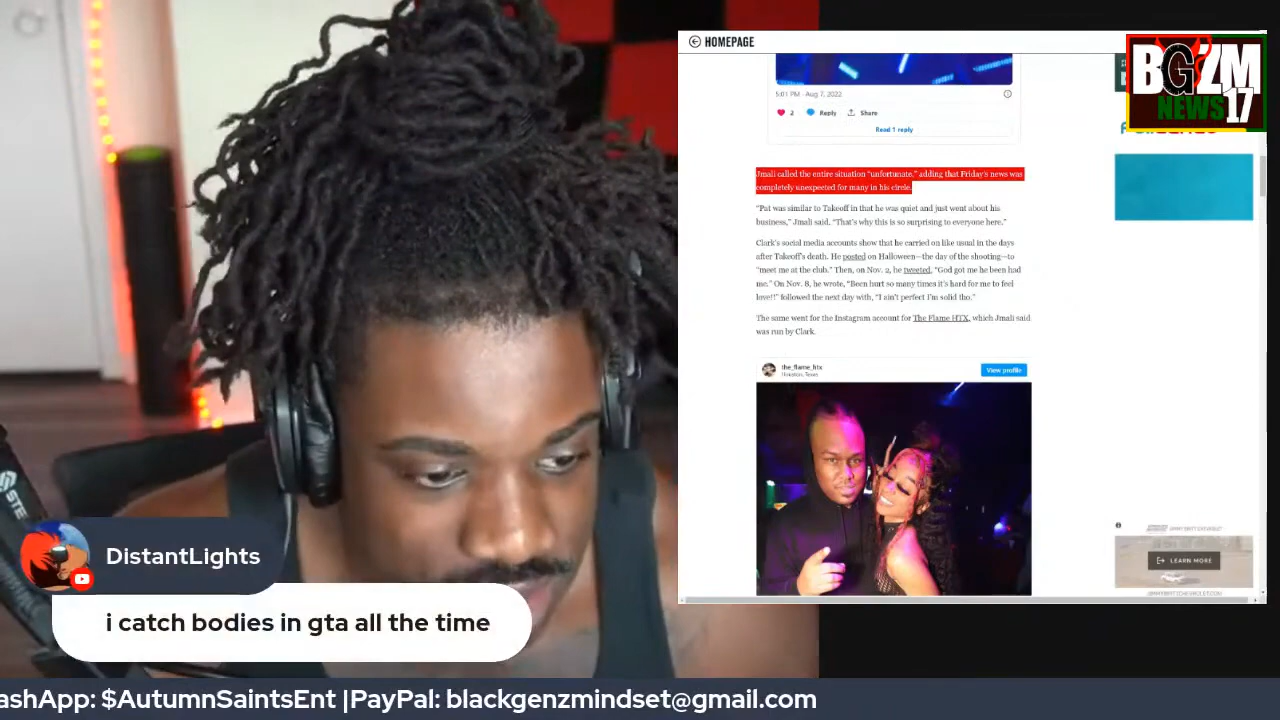 HOMEPAGE
BGZM
NEWS 17
5:01 PM · Aug 7, 2022
2 Reply Share
Read 1 reply
Jmali called the entire situation “unfortunate,” adding that Friday’s news was
completely unexpected for many in his circle.
“Pat was similar to Takeoff in that he was quiet and just went about his
business,” Jmali said. “That’s why this is so surprising to everyone here.”
Clark’s social media accounts show that he carried on like usual in the days
after Takeoff’s death. He posted on Halloween—the day of the shooting—to
“meet me at the club.” Then, on Nov. 2, he tweeted, “God got me he been had
me.” On Nov. 8, he wrote, “Been hurt so many times it’s hard for me to feel
love!!” followed the next day with, “I ain’t perfect I’m solid tho.”
The same went for the Instagram account for The Flame HTX, which Jmali said
was run by Clark.
the_flame_htx
Houston, Texas
View profile
LEARN MORE
DistantLights
i catch bodies in gta all the time
ashApp: $AutumnSaintsEnt |PayPal: blackgenzmindset@gmail.com